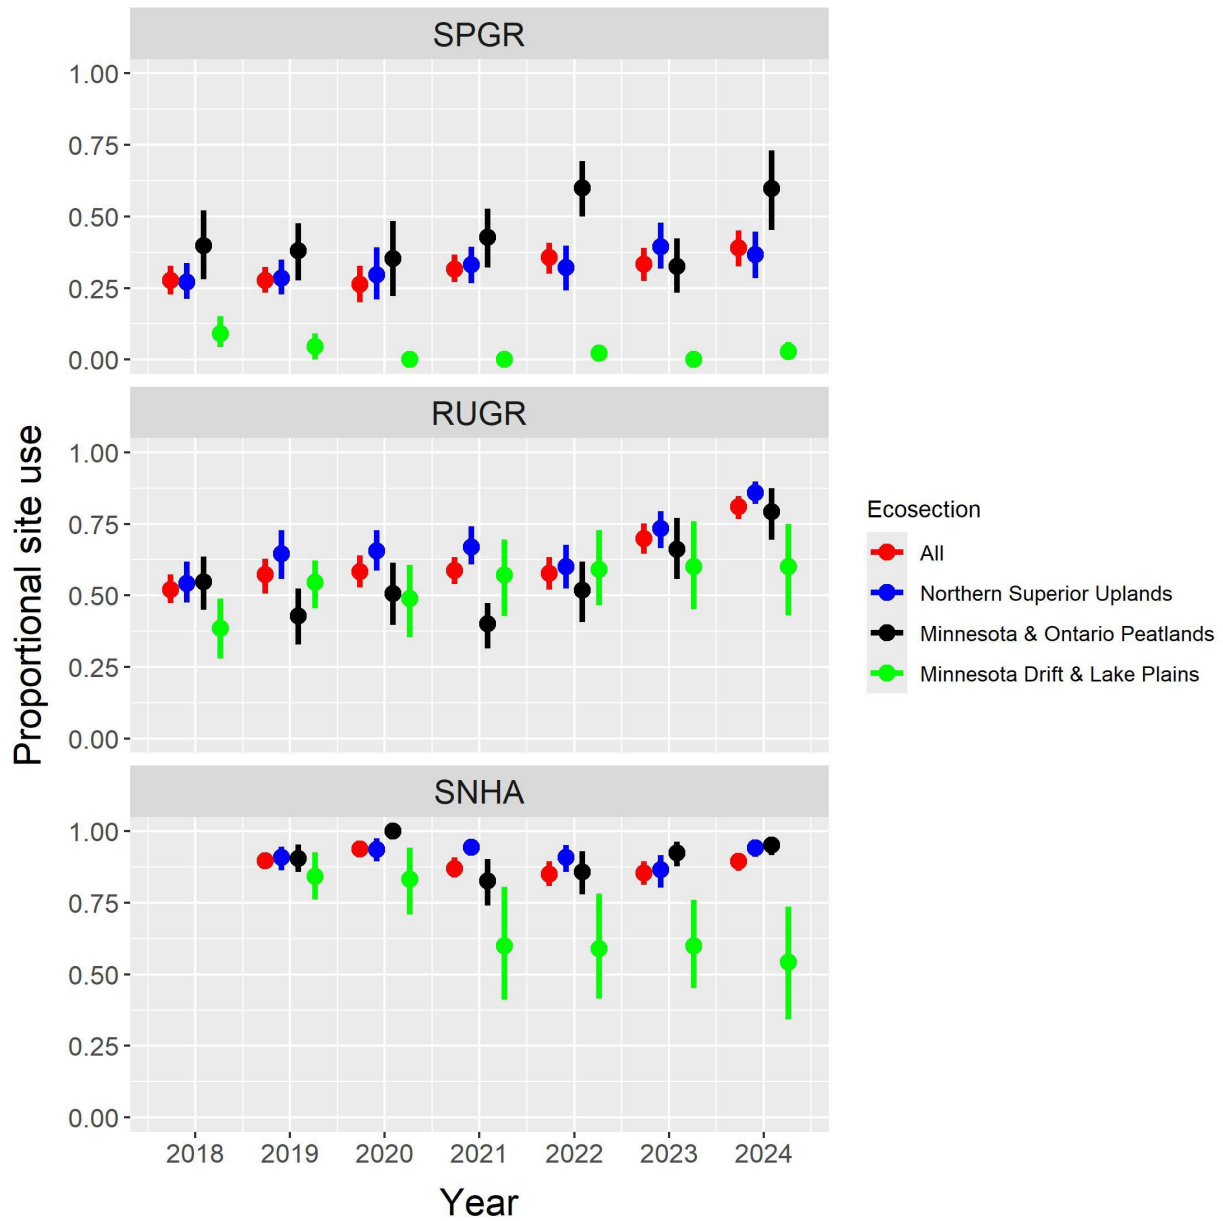 SPGR
1.00
0.75
0.50
0.25
0.00
RUGR
1.00
0.75
0.50
0.25
0.00
SNHA
1.00
0.75
0.50
0.25
0.00
2018 2019 2020 2021 2022 2023 2024
Year
Proportional site use
Ecosection
All
Northern Superior Uplands
Minnesota & Ontario Peatlands
Minnesota Drift & Lake Plains